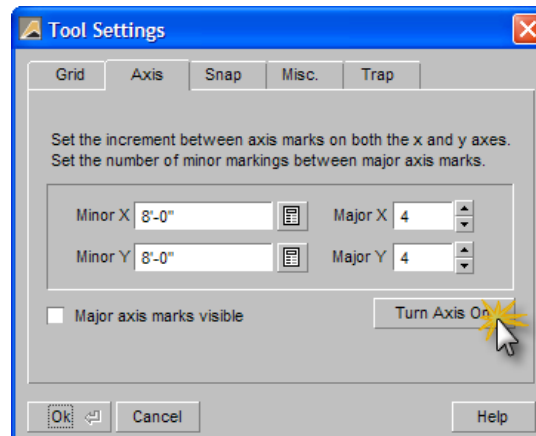 Tool Settings
Grid Axis Snap Misc. Trap
Set the increment between axis marks on both the x and y axes.
Set the number of minor markings between major axis marks.
Minor X 8'-0" Major X 4
Minor Y 8'-0" Major Y 4
Major axis marks visible Turn Axis
Ok Cancel Help